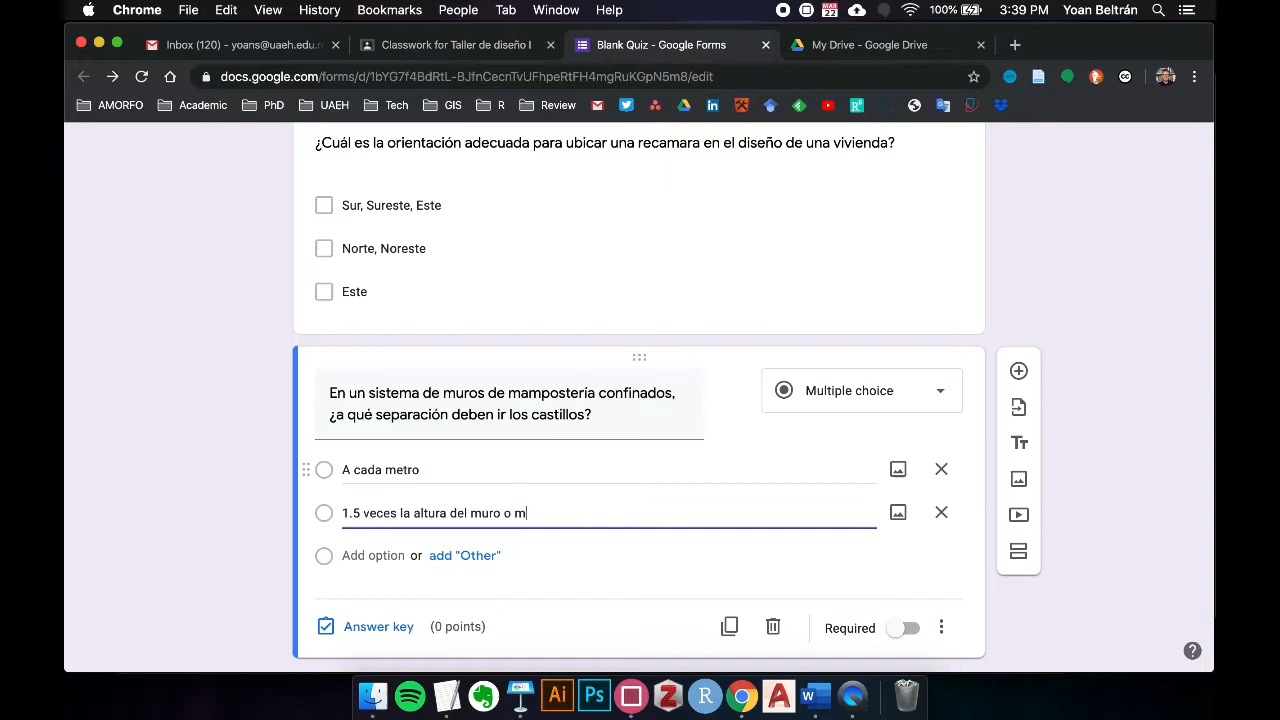 Chrome File Edit View History Bookmarks People Tab Window Help MAR 22 100% 3:39 PM Yoan Beltrán
Inbox (120) - yoans@uaeh.edu.m Classwork for Taller de diseño I Blank Quiz - Google Forms My Drive - Google Drive
docs.google.com/forms/d/1bYG7f4BdRtL-BJfnCecnTvUFhpeRtFH4mgRuKGpN5m8/edit
AMORFO Academic PhD UAEH Tech GIS R Review
¿Cuál es la orientación adecuada para ubicar una recamara en el diseño de una vivienda?
Sur, Sureste, Este
Norte, Noreste
Este
En un sistema de muros de mampostería confinados,
¿a qué separación deben ir los castillos?
Multiple choice
A cada metro
1.5 veces la altura del muro o m
Add option or add "Other"
Answer key (0 points) Required
Ai Ps Z R A W